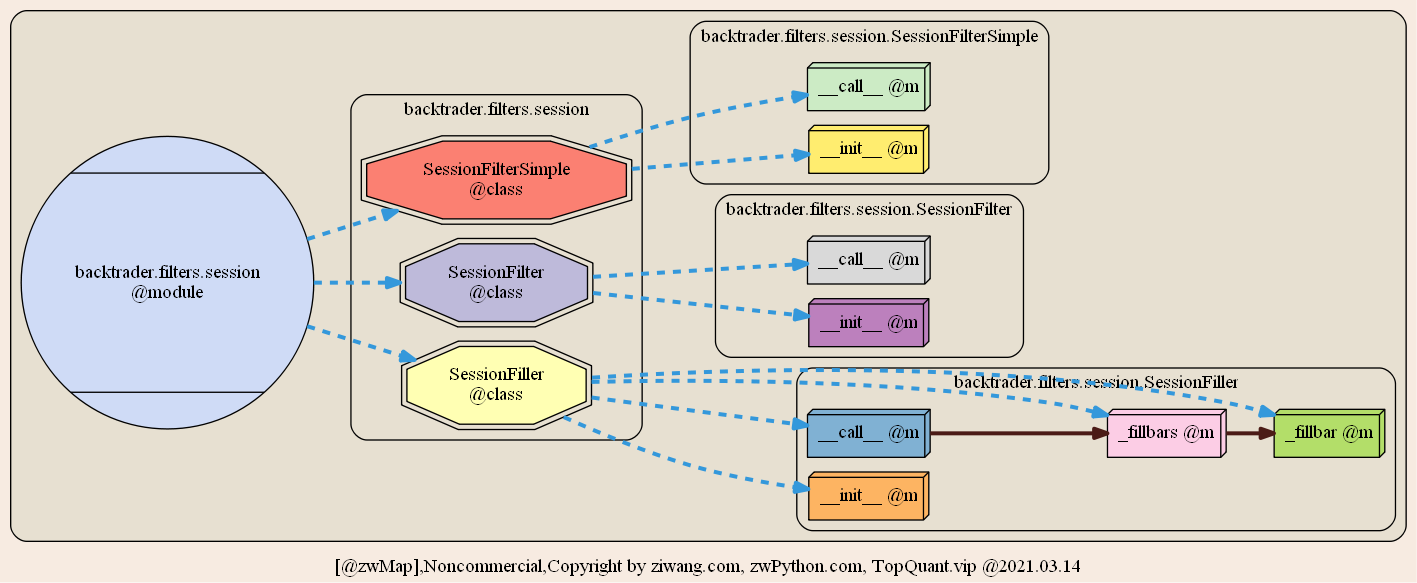 backtrader.filters.session
@module
backtrader.filters.session
SessionFilterSimple
@class
SessionFilter
@class
SessionFiller
@class
backtrader.filters.session.SessionFilterSimple
__call__ @m
__init__ @m
backtrader.filters.session.SessionFilter
__call__ @m
__init__ @m
backtrader.filters.session.SessionFiller
__call__ @m
_fillbars @m
_fillbar @m
__init__ @m
[@zwMap],Noncommercial,Copyright by ziwang.com, zwPython.com, TopQuant.vip @2021.03.14